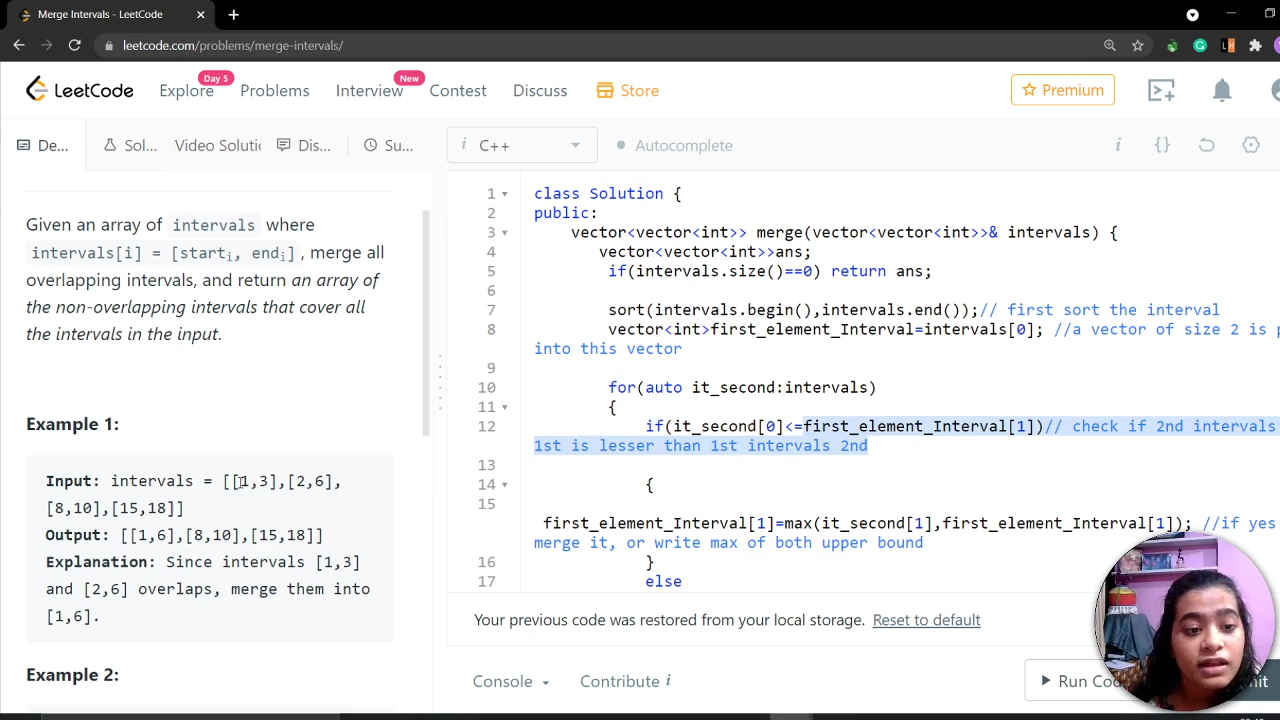 Merge Intervals - LeetCode
leetcode.com/problems/merge-intervals/
LeetCode
Explore
Day 5
Problems
Interview
New
Contest
Discuss
Store
Premium
De...
Sol...
Video Soluti
Dis...
Su...
i C++
Autocomplete
i {}
Given an array of intervals where
intervals[i] = [starti, endi], merge all
overlapping intervals, and return an array of
the non-overlapping intervals that cover all
the intervals in the input.
Example 1:
Input: intervals = [[1,3],[2,6],
[8,10],[15,18]]
Output: [[1,6],[8,10],[15,18]]
Explanation: Since intervals [1,3]
and [2,6] overlaps, merge them into
[1,6].
Example 2:
1 class Solution {
2 public:
3 vector<vector<int>> merge(vector<vector<int>>& intervals) {
4 vector<vector<int>>ans;
5 if(intervals.size()==0) return ans;
6
7 sort(intervals.begin(),intervals.end());// first sort the interval
8 vector<int>first_element_Interval=intervals[0]; //a vector of size 2 is p
into this vector
9
10 for(auto it_second:intervals)
11 {
12 if(it_second[0]<=first_element_Interval[1])// check if 2nd intervals
1st is lesser than 1st intervals 2nd
13
14 {
15
first_element_Interval[1]=max(it_second[1],first_element_Interval[1]); //if yes
merge it, or write max of both upper bound
16 }
17 else
Your previous code was restored from your local storage. Reset to default
Console
Contribute i
Run Co
it